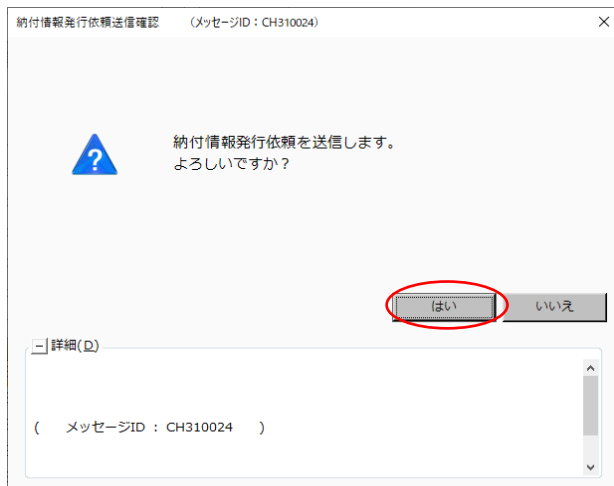 納付情報発行依頼送信確認　（メッセージID：CH310024）
納付情報発行依頼を送信します。
よろしいですか？
はい　いいえ
詳細(D)
(　メッセージID : CH310024　)